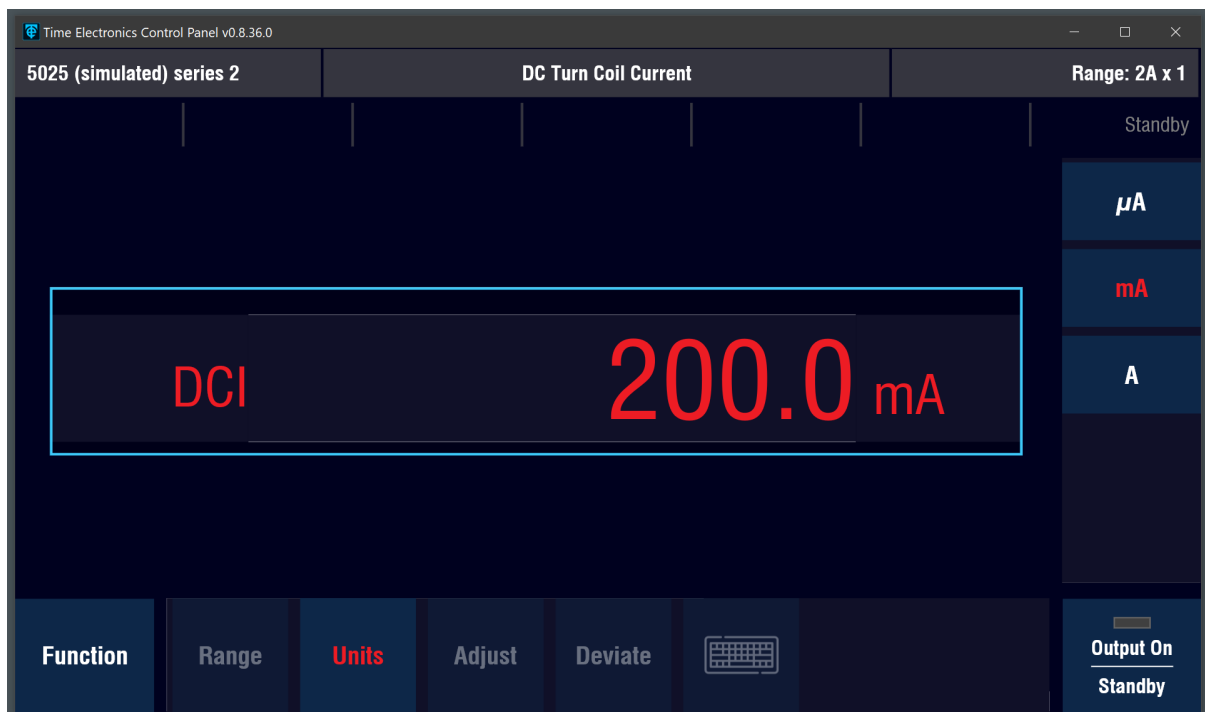 Time Electronics Control Panel v0.8.36.0
5025 (simulated) series 2
DC Turn Coil Current
Range: 2A x 1
Standby
µA
mA
A
DCI 200.0 mA
Function
Range
Units
Adjust
Deviate
Output On
Standby